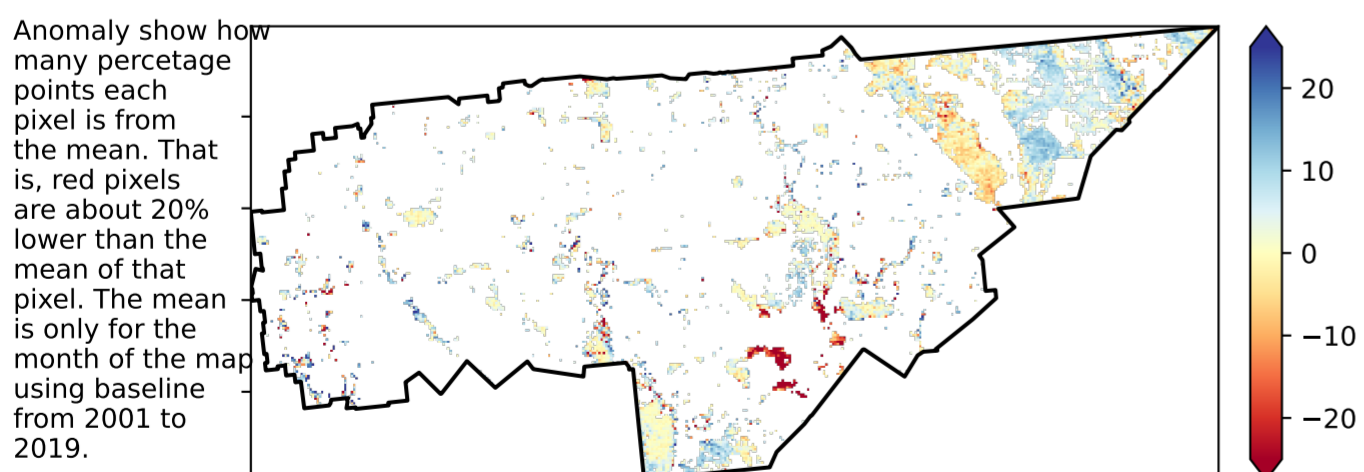 Anomaly show how
many percetage
points each
pixel is from
the mean. That
is, red pixels
are about 20%
lower than the
mean of that
pixel. The mean
is only for the
month of the map
using baseline
from 2001 to
2019.
20
10
0
−10
−20